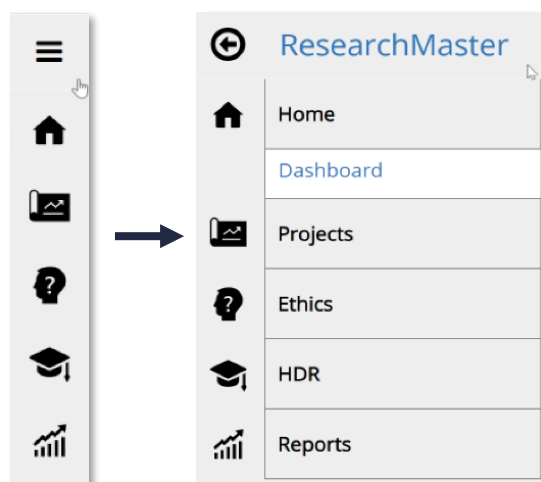 ResearchMaster
Home
Dashboard
Projects
Ethics
HDR
Reports